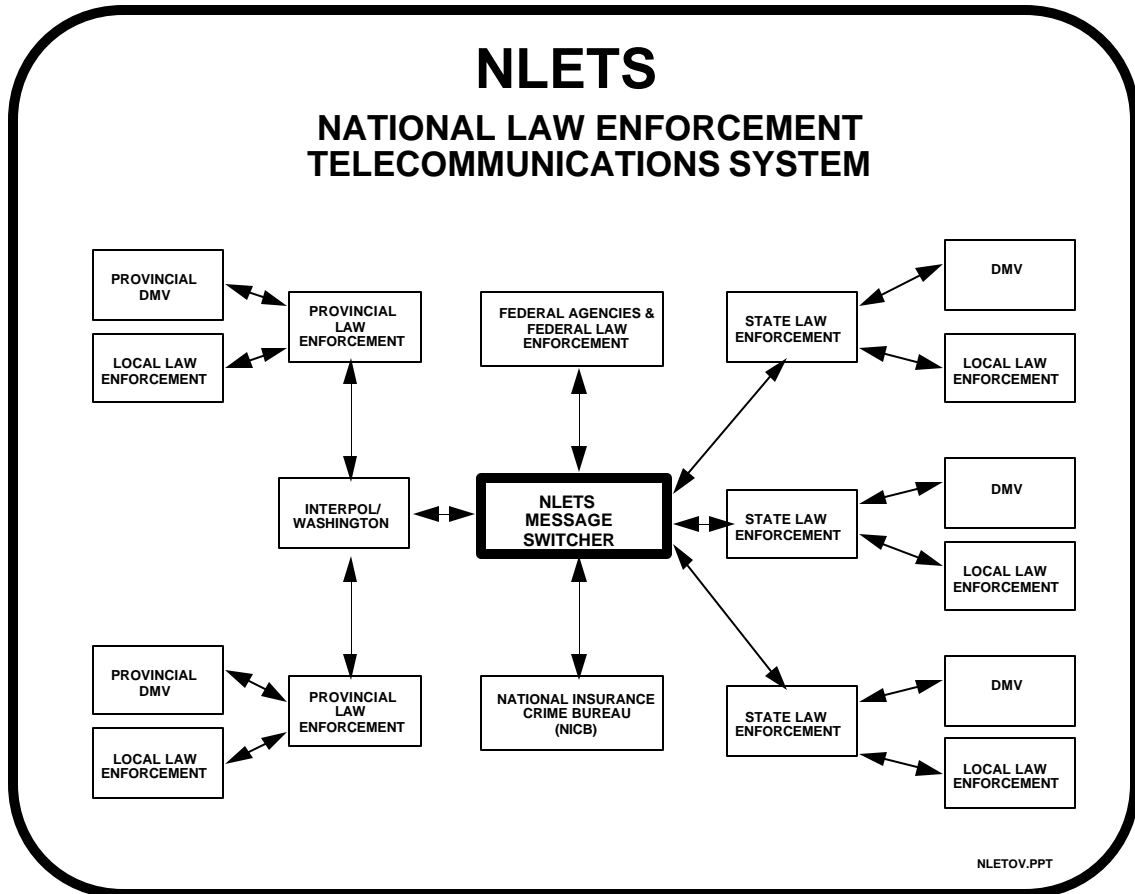 NLETS
NATIONAL LAW ENFORCEMENT
TELECOMMUNICATIONS SYSTEM
PROVINCIAL
DMV
LOCAL LAW
ENFORCEMENT
PROVINCIAL
LAW
ENFORCEMENT
FEDERAL AGENCIES &
FEDERAL LAW
ENFORCEMENT
STATE LAW
ENFORCEMENT
DMV
LOCAL LAW
ENFORCEMENT
INTERPOL/
WASHINGTON
NLETS
MESSAGE
SWITCHER
STATE LAW
ENFORCEMENT
DMV
LOCAL LAW
ENFORCEMENT
PROVINCIAL
DMV
LOCAL LAW
ENFORCEMENT
PROVINCIAL
LAW
ENFORCEMENT
NATIONAL INSURANCE
CRIME BUREAU
(NICB)
STATE LAW
ENFORCEMENT
DMV
LOCAL LAW
ENFORCEMENT
NLETOV.PPT